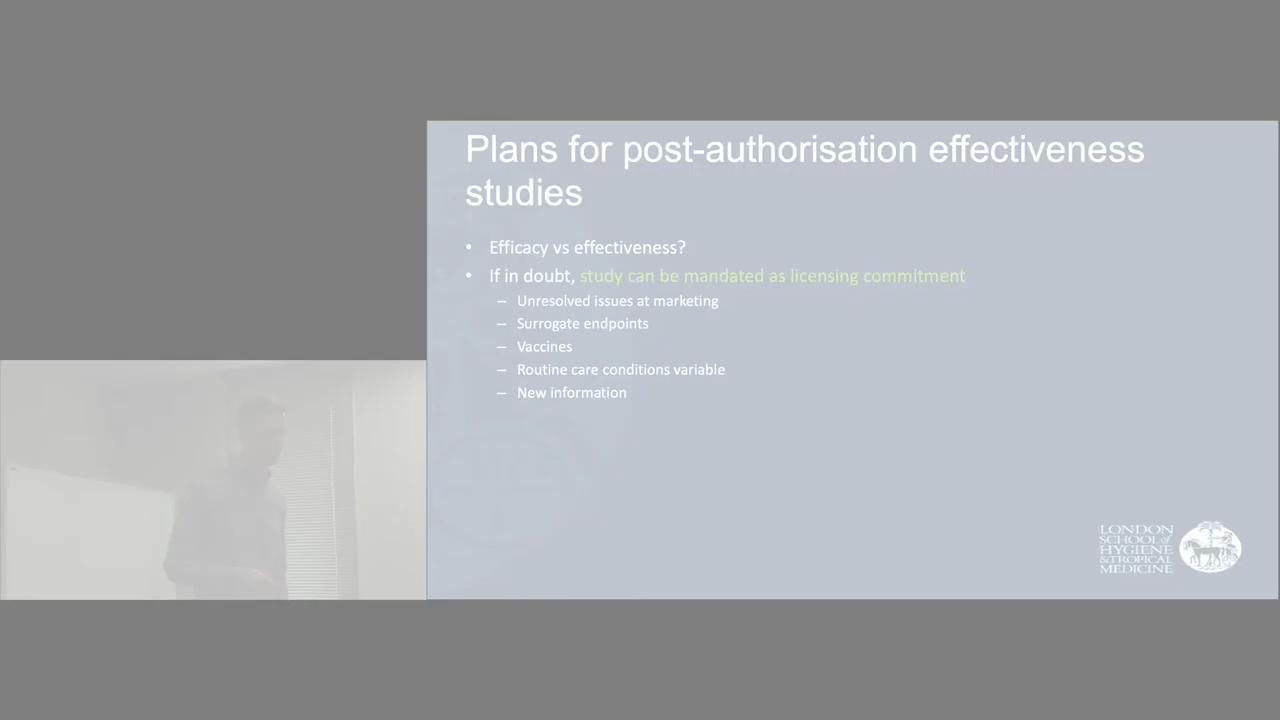 Plans for post-authorisation effectiveness
studies
• Efficacy vs effectiveness?
• If in doubt, study can be mandated as licensing commitment
– Unresolved issues at marketing
– Surrogate endpoints
– Vaccines
– Routine care conditions variable
– New information
LONDON
SCHOOL of
HYGIENE
& TROPICAL
MEDICINE